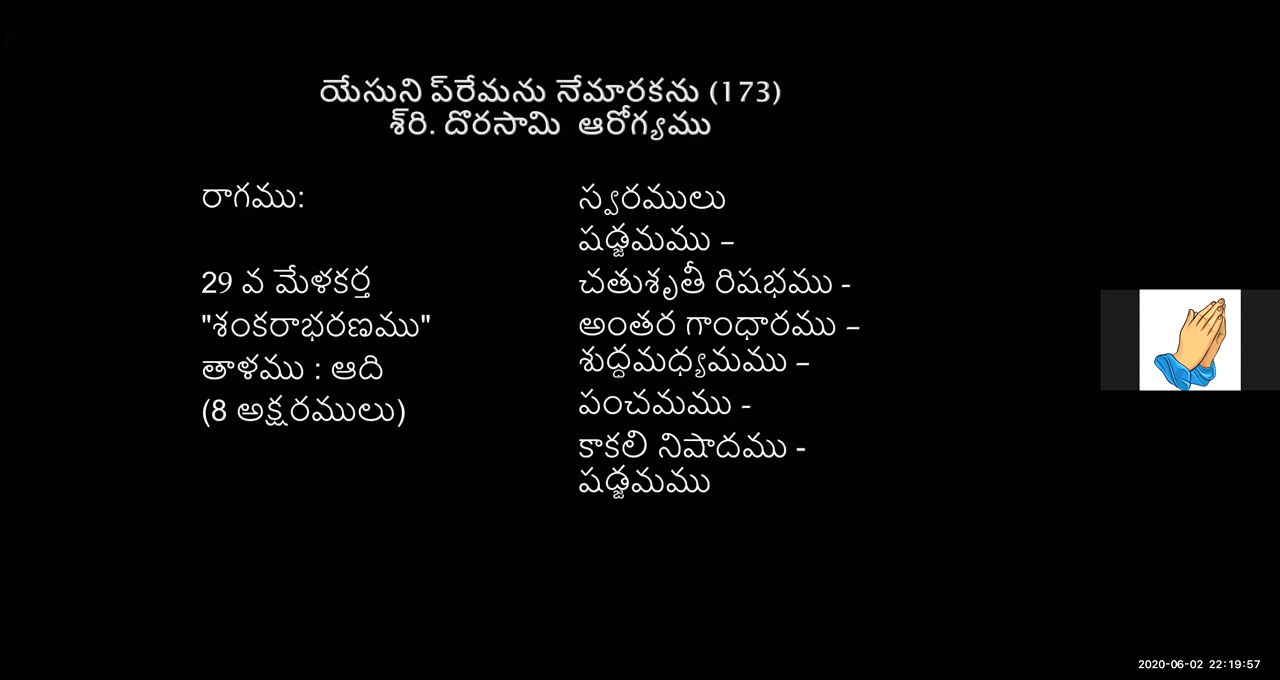 యేసుని ప్‌రేమను నేమారకను (173)
శ్‌రి. దొరసామి ఆరోగ్యము
రాగము:
29 వ మేళకర్త
"శంకరాభరణము"
తాళము : ఆది
(8 అక్షరములు)
స్వరములు
షడ్జమము –
చతుశృతీ రిషభము -
అంతర గాంధారము –
శుద్దమధ్యమము –
పంచమము -
కాకలి నిషాదము -
షడ్జమము
2020-06-02 22:19:57